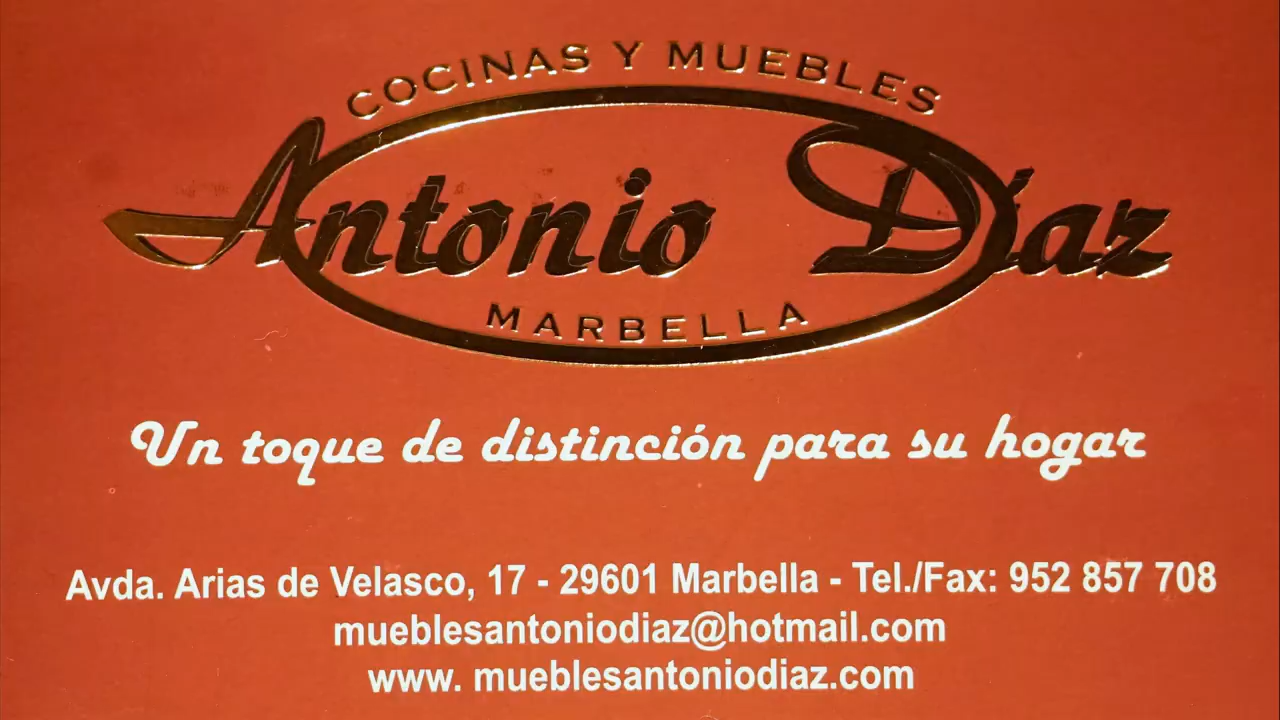 COCINAS Y MUEBLES
Antonio Díaz
MARBELLA
Un toque de distinción para su hogar
Avda. Arias de Velasco, 17 - 29601 Marbella - Tel./Fax: 952 857 708
mueblesantoniodiaz@hotmail.com
www. mueblesantoniodiaz.com